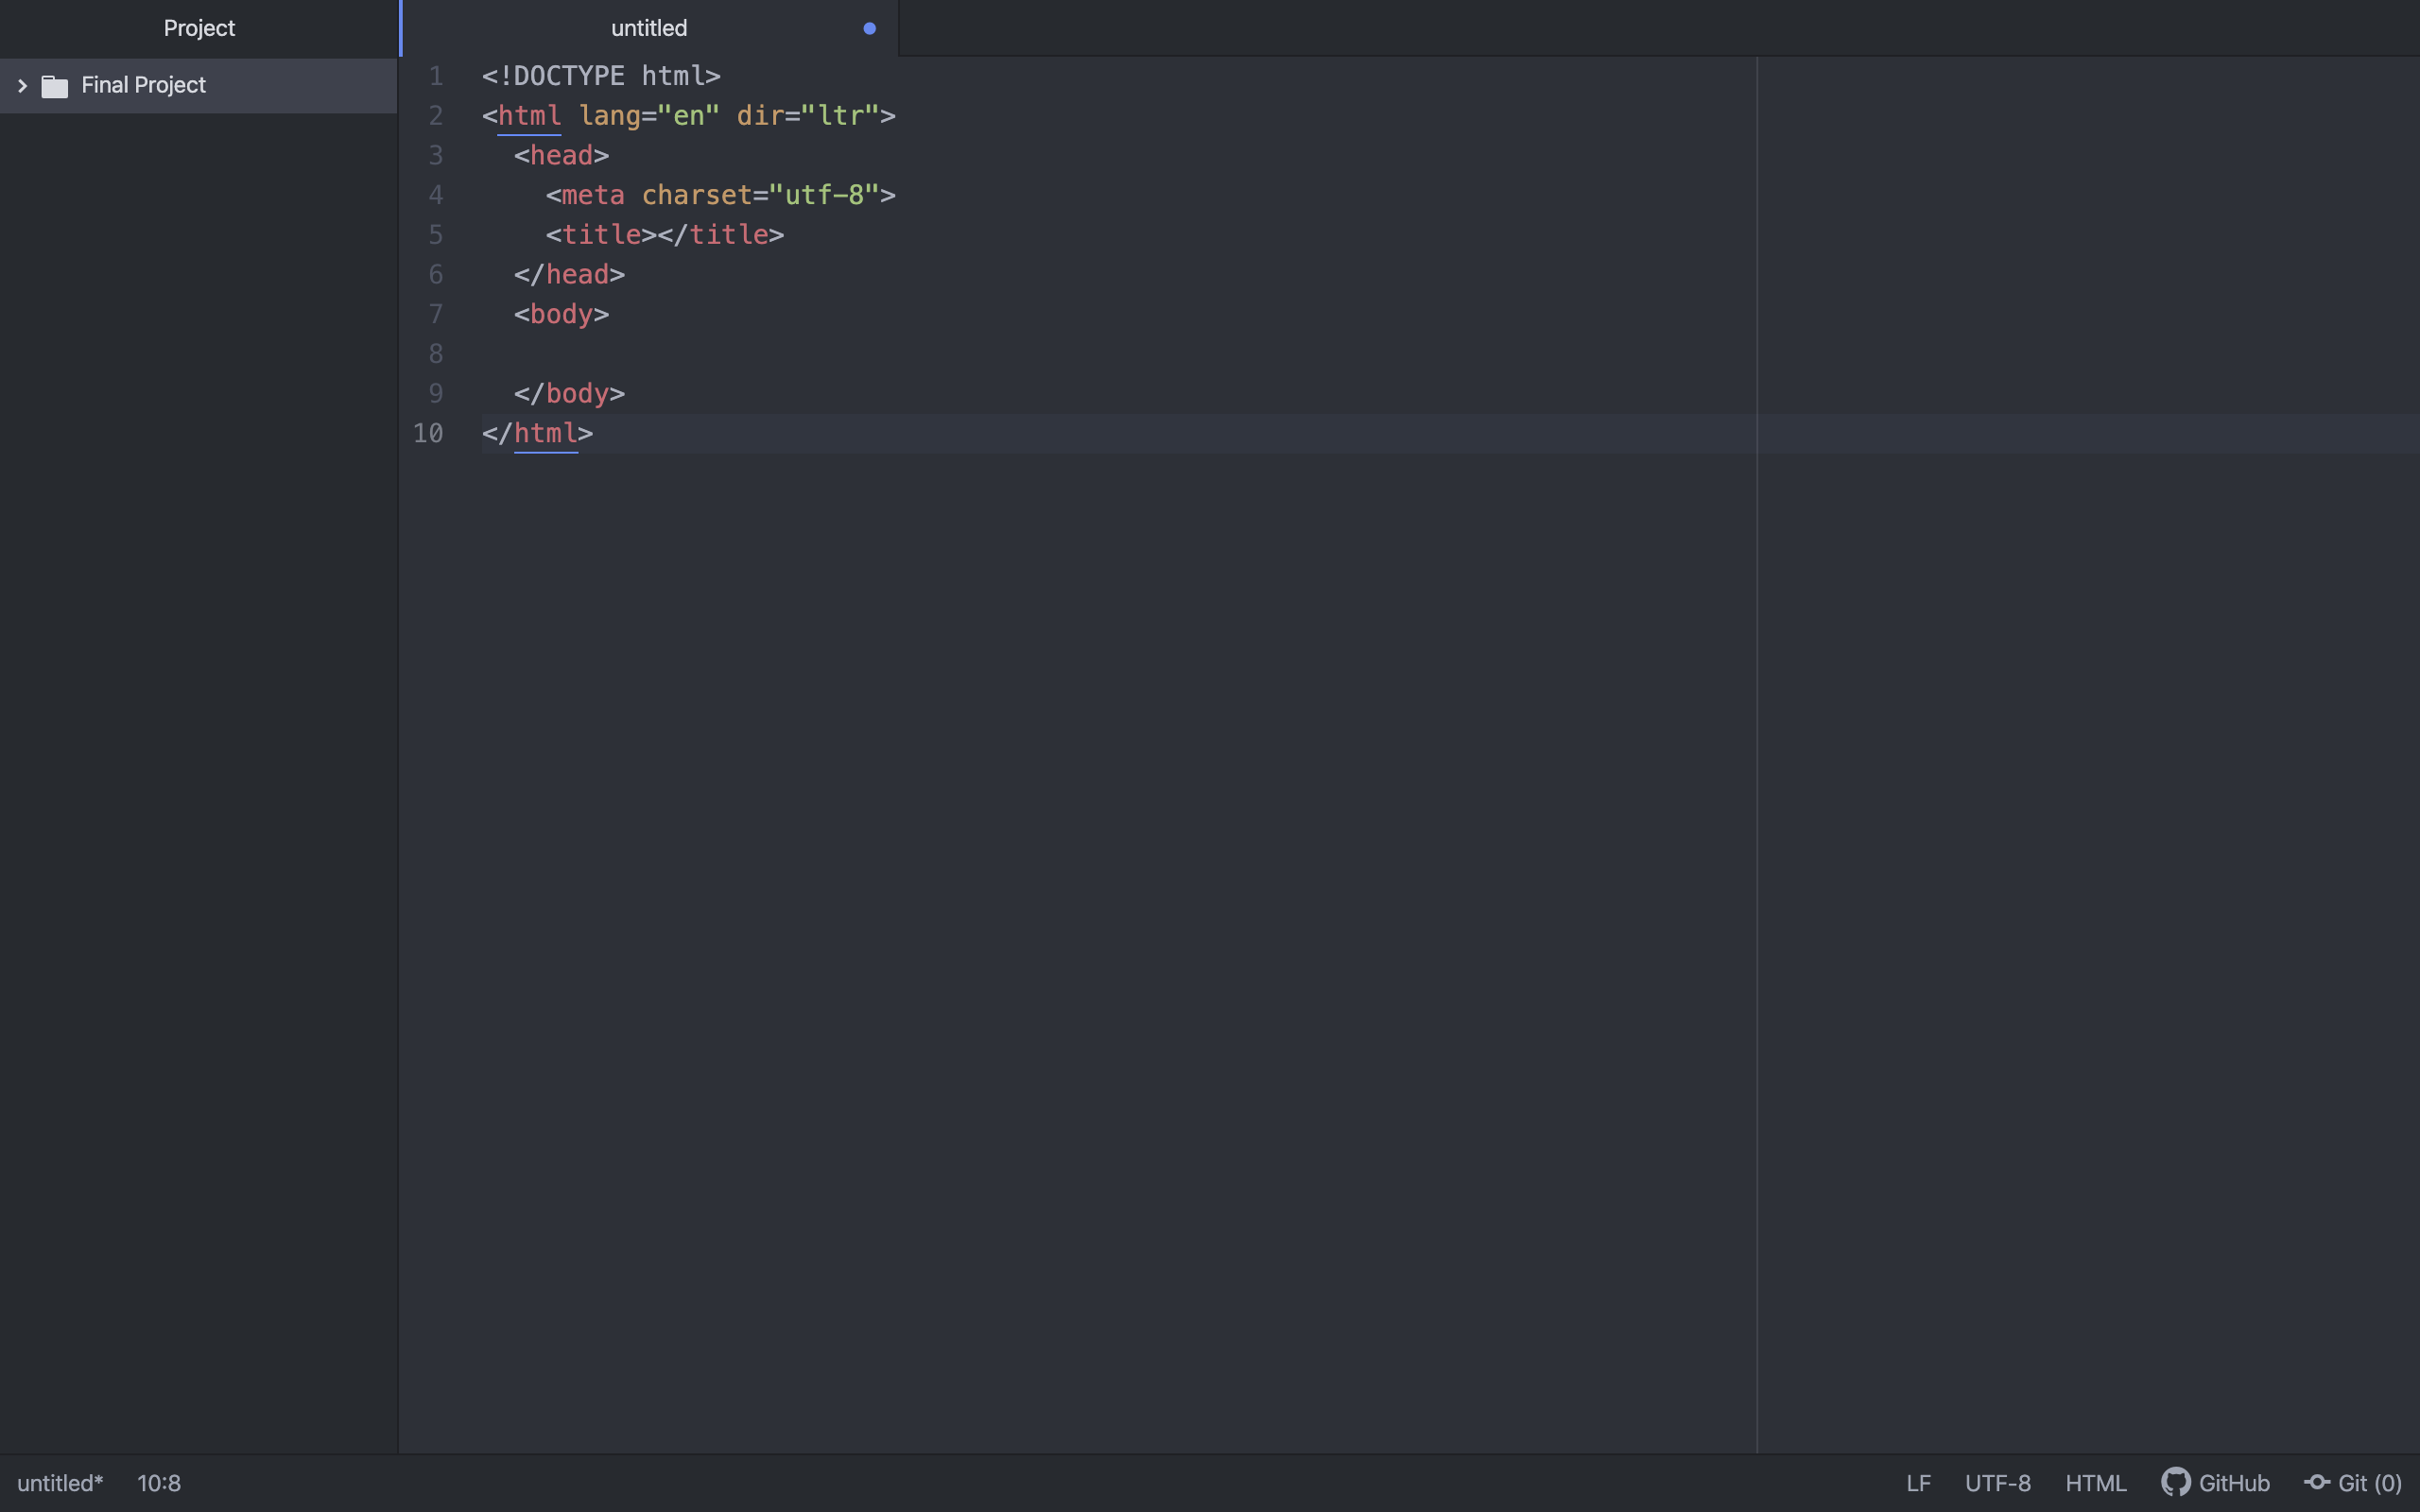 Project
untitled
Final Project
1 <!DOCTYPE html>
2 <html lang="en" dir="ltr">
3   <head>
4     <meta charset="utf-8">
5     <title></title>
6   </head>
7   <body>
8
9   </body>
10 </html>
untitled* 10:8 LF UTF-8 HTML GitHub Git (0)